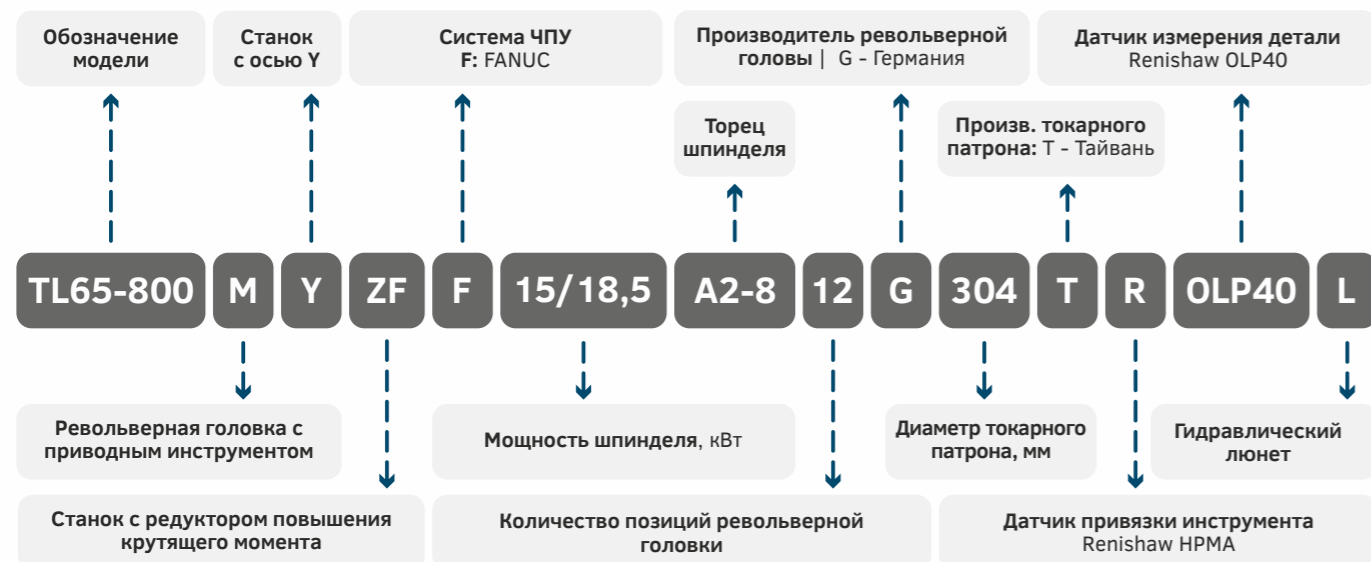 Обозначение
модели
Станок
с осью Y
Система ЧПУ
F: FANUC
Производитель револьверной
головы | G - Германия
Датчик измерения детали
Renishaw OLP40
Торец
шпинделя
Произв. токарного
патрона: Т - Тайвань
TL65-800 M Y ZF F 15/18,5 A2-8 12 G 304 T R OLP40 L
Револьверная головка с
приводным инструментом
Мощность шпинделя, кВт
Диаметр токарного
патрона, мм
Гидравлический
люнет
Станок с редуктором повышения
крутящего момента
Количество позиций револьверной
головки
Датчик привязки инструмента
Renishaw HPMA